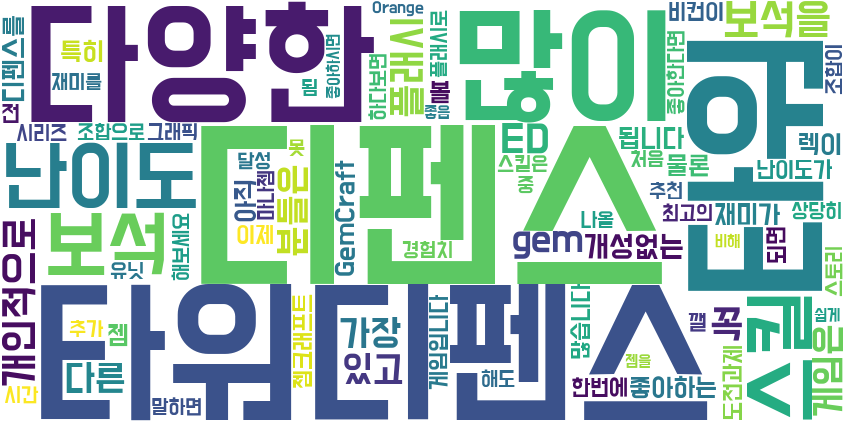 디펜스
타워디펜스
다양한
많이
타워
난이도
보석
스킬
플래시
보석을
개인적으로
분들은
다른
가장
있고
ED
gem
GemCraft
개성없는
됩니다
게임은
꼭
깰
좋아하는
한번에
도전과제
게임입니다
많습니다
해도
젬크래프트
말하면
시간
추가
젬
유닛
해보세요
이제
아직
마나젬
달성
못
경험치
나올
비해
되면
스토리
쉽게
젬을
상당히
재미가
최고의
추천
난이도가
물론
처음
스킬은
중
렉이
조합이
비컨이
Orange
플래시로
볼
좋음
하다보면
좋아한다면
좋아하시면
됨
재미를
특히
디펜스를
전
시리즈
조합으로
그래픽